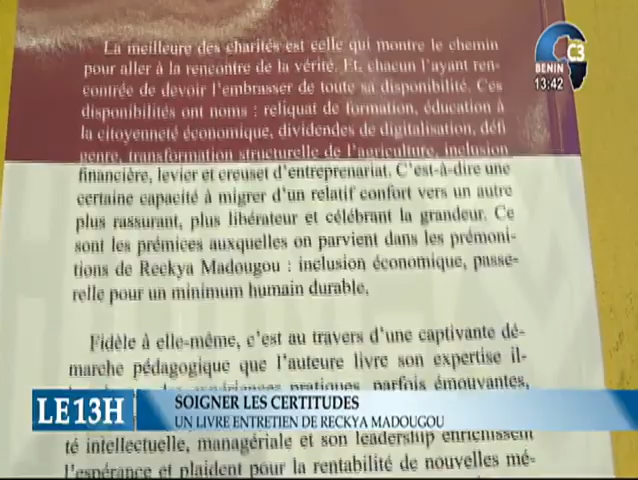 La meilleure des charités est celle qui montre le chemin
pour aller à la rencontre de la vérité. Et, chacun l'ayant ren-
contrée de devoir l'embrasser de toute sa disponibilité. Ces
disponibilités ont noms : reliquat de formation, éducation à
la citoyenneté économique, dividendes de digitalisation, défi
genre, transformation structurelle de l'agriculture, inclusion
financière, levier et creuset d'entreprenariat. C'est-à-dire une
certaine capacité à migrer d'un relatif confort vers un autre
plus rassurant, plus libérateur et célébrant la grandeur. Ce
sont les prémices auxquelles on parvient dans les prémoni-
tions de Reckya Madougou : inclusion économique, passe-
relle pour un minimum humain durable.
Fidèle à elle-même, c'est au travers d'une captivante dé-
marche pédagogique que l'auteure livre son expertise il-
expériences pratiques, parfois émouvantes,
té intellectuelle, managériale et son leadership enrichissent
l'espérance et plaident pour la rentabilité de nouvelles mé-
C3
BENIN
13:42
LE 13H
SOIGNER LES CERTITUDES
UN LIVRE ENTRETIEN DE RECKYA MADOUGOU